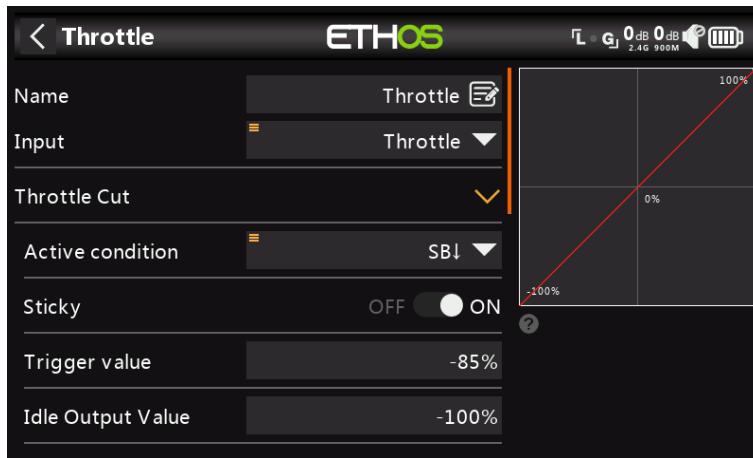 Throttle
ETHOS
L G 0dB 0dB
2.4G 900M
Name Throttle
Input Throttle
Throttle Cut
Active condition SB↓
Sticky OFF ON
Trigger value -85%
Idle Output Value -100%
100%
0%
-100%
?